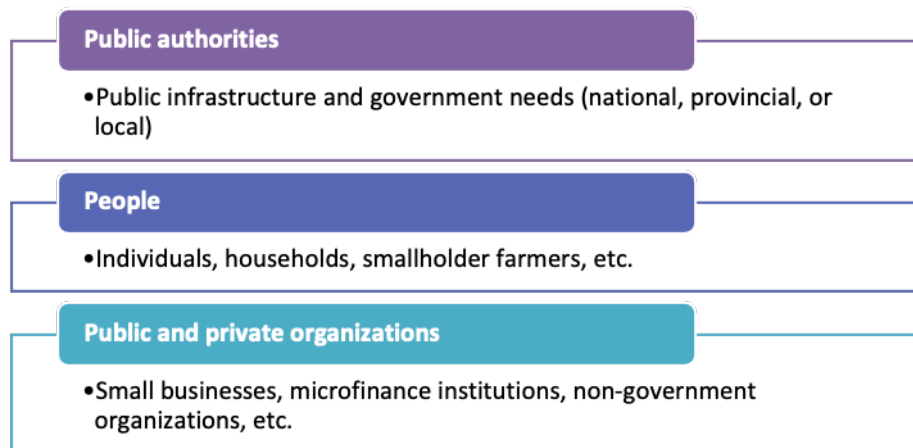 Public authorities
•Public infrastructure and government needs (national, provincial, or
local)
People
•Individuals, households, smallholder farmers, etc.
Public and private organizations
•Small businesses, microfinance institutions, non-government
organizations, etc.